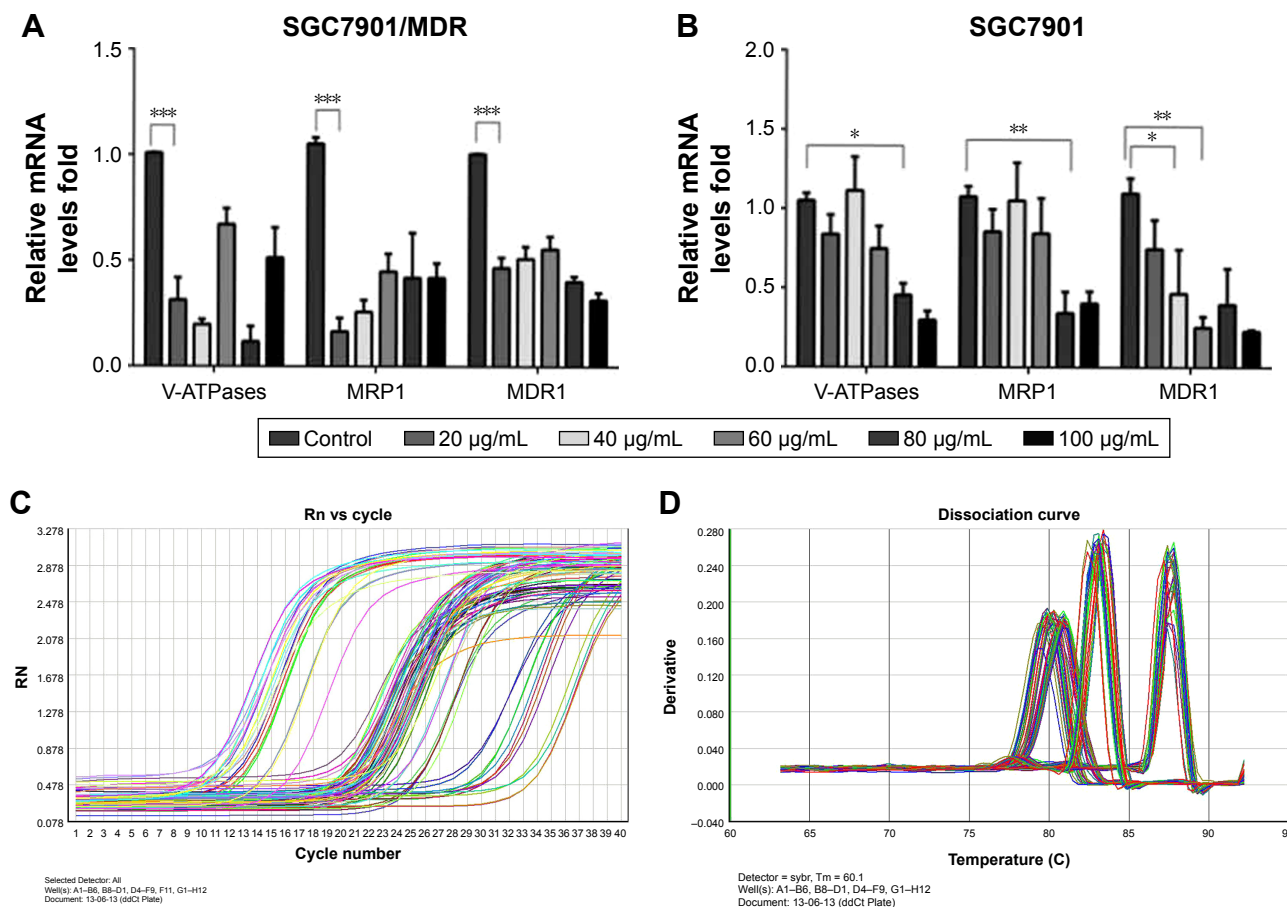 A
SGC7901/MDR
Relative mRNA
levels fold
1.5
1.0
0.5
0.0
***
***
***
V-ATPases MRP1 MDR1
B
SGC7901
Relative mRNA
levels fold
2.0
1.5
1.0
0.5
0.0
*
**
**
*
V-ATPases MRP1 MDR1
Control 20 µg/mL 40 µg/mL 60 µg/mL 80 µg/mL 100 µg/mL
C
Rn vs cycle
RN
3.278
2.878
2.478
2.078
1.678
1.278
0.878
0.478
0.078
1 2 3 4 5 6 7 8 9 10 11 12 13 14 15 16 17 18 19 20 21 22 23 24 25 26 27 28 29 30 31 32 33 34 35 36 37 38 39 40
Cycle number
Selected Detector: All
Well(s): A1–B6, B8–D1, D4–F9, F11, G1–H12
Document: 13-06-13 (ddCt Plate)
D
Dissociation curve
Derivative
0.280
0.240
0.200
0.160
0.120
0.080
0.040
0.000
–0.040
60 65 70 75 80 85 90 9
Temperature (C)
Detector = sybr, Tm = 60.1
Well(s): A1–B6, B8–D1, D4–F9, G1–H12
Document: 13-06-13 (ddCt Plate)